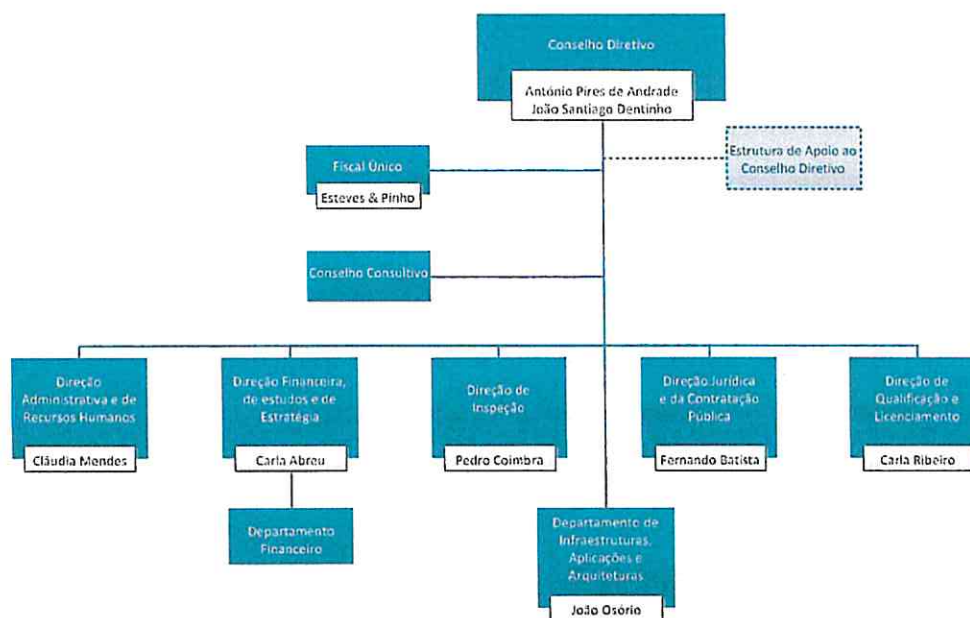 Conselho Diretivo
António Pires de Andrade
João Santiago Dentinho
Estrutura de Apoio ao
Conselho Diretivo
Fiscal Único
Esteves & Pinho
Conselho Consultivo
Direção
Administrativa e de
Recursos Humanos
Cláudia Mendes
Direção Financeira,
de estudos e de
Estratégia
Carla Abreu
Direção de
Inspeção
Pedro Coimbra
Direção Jurídica
e da Contratação
Pública
Fernando Batista
Direção de
Qualificação e
Licenciamento
Carla Ribeiro
Departamento
Financeiro
Departamento de
Infraestruturas,
Aplicações e
Arquiteturas
João Osório